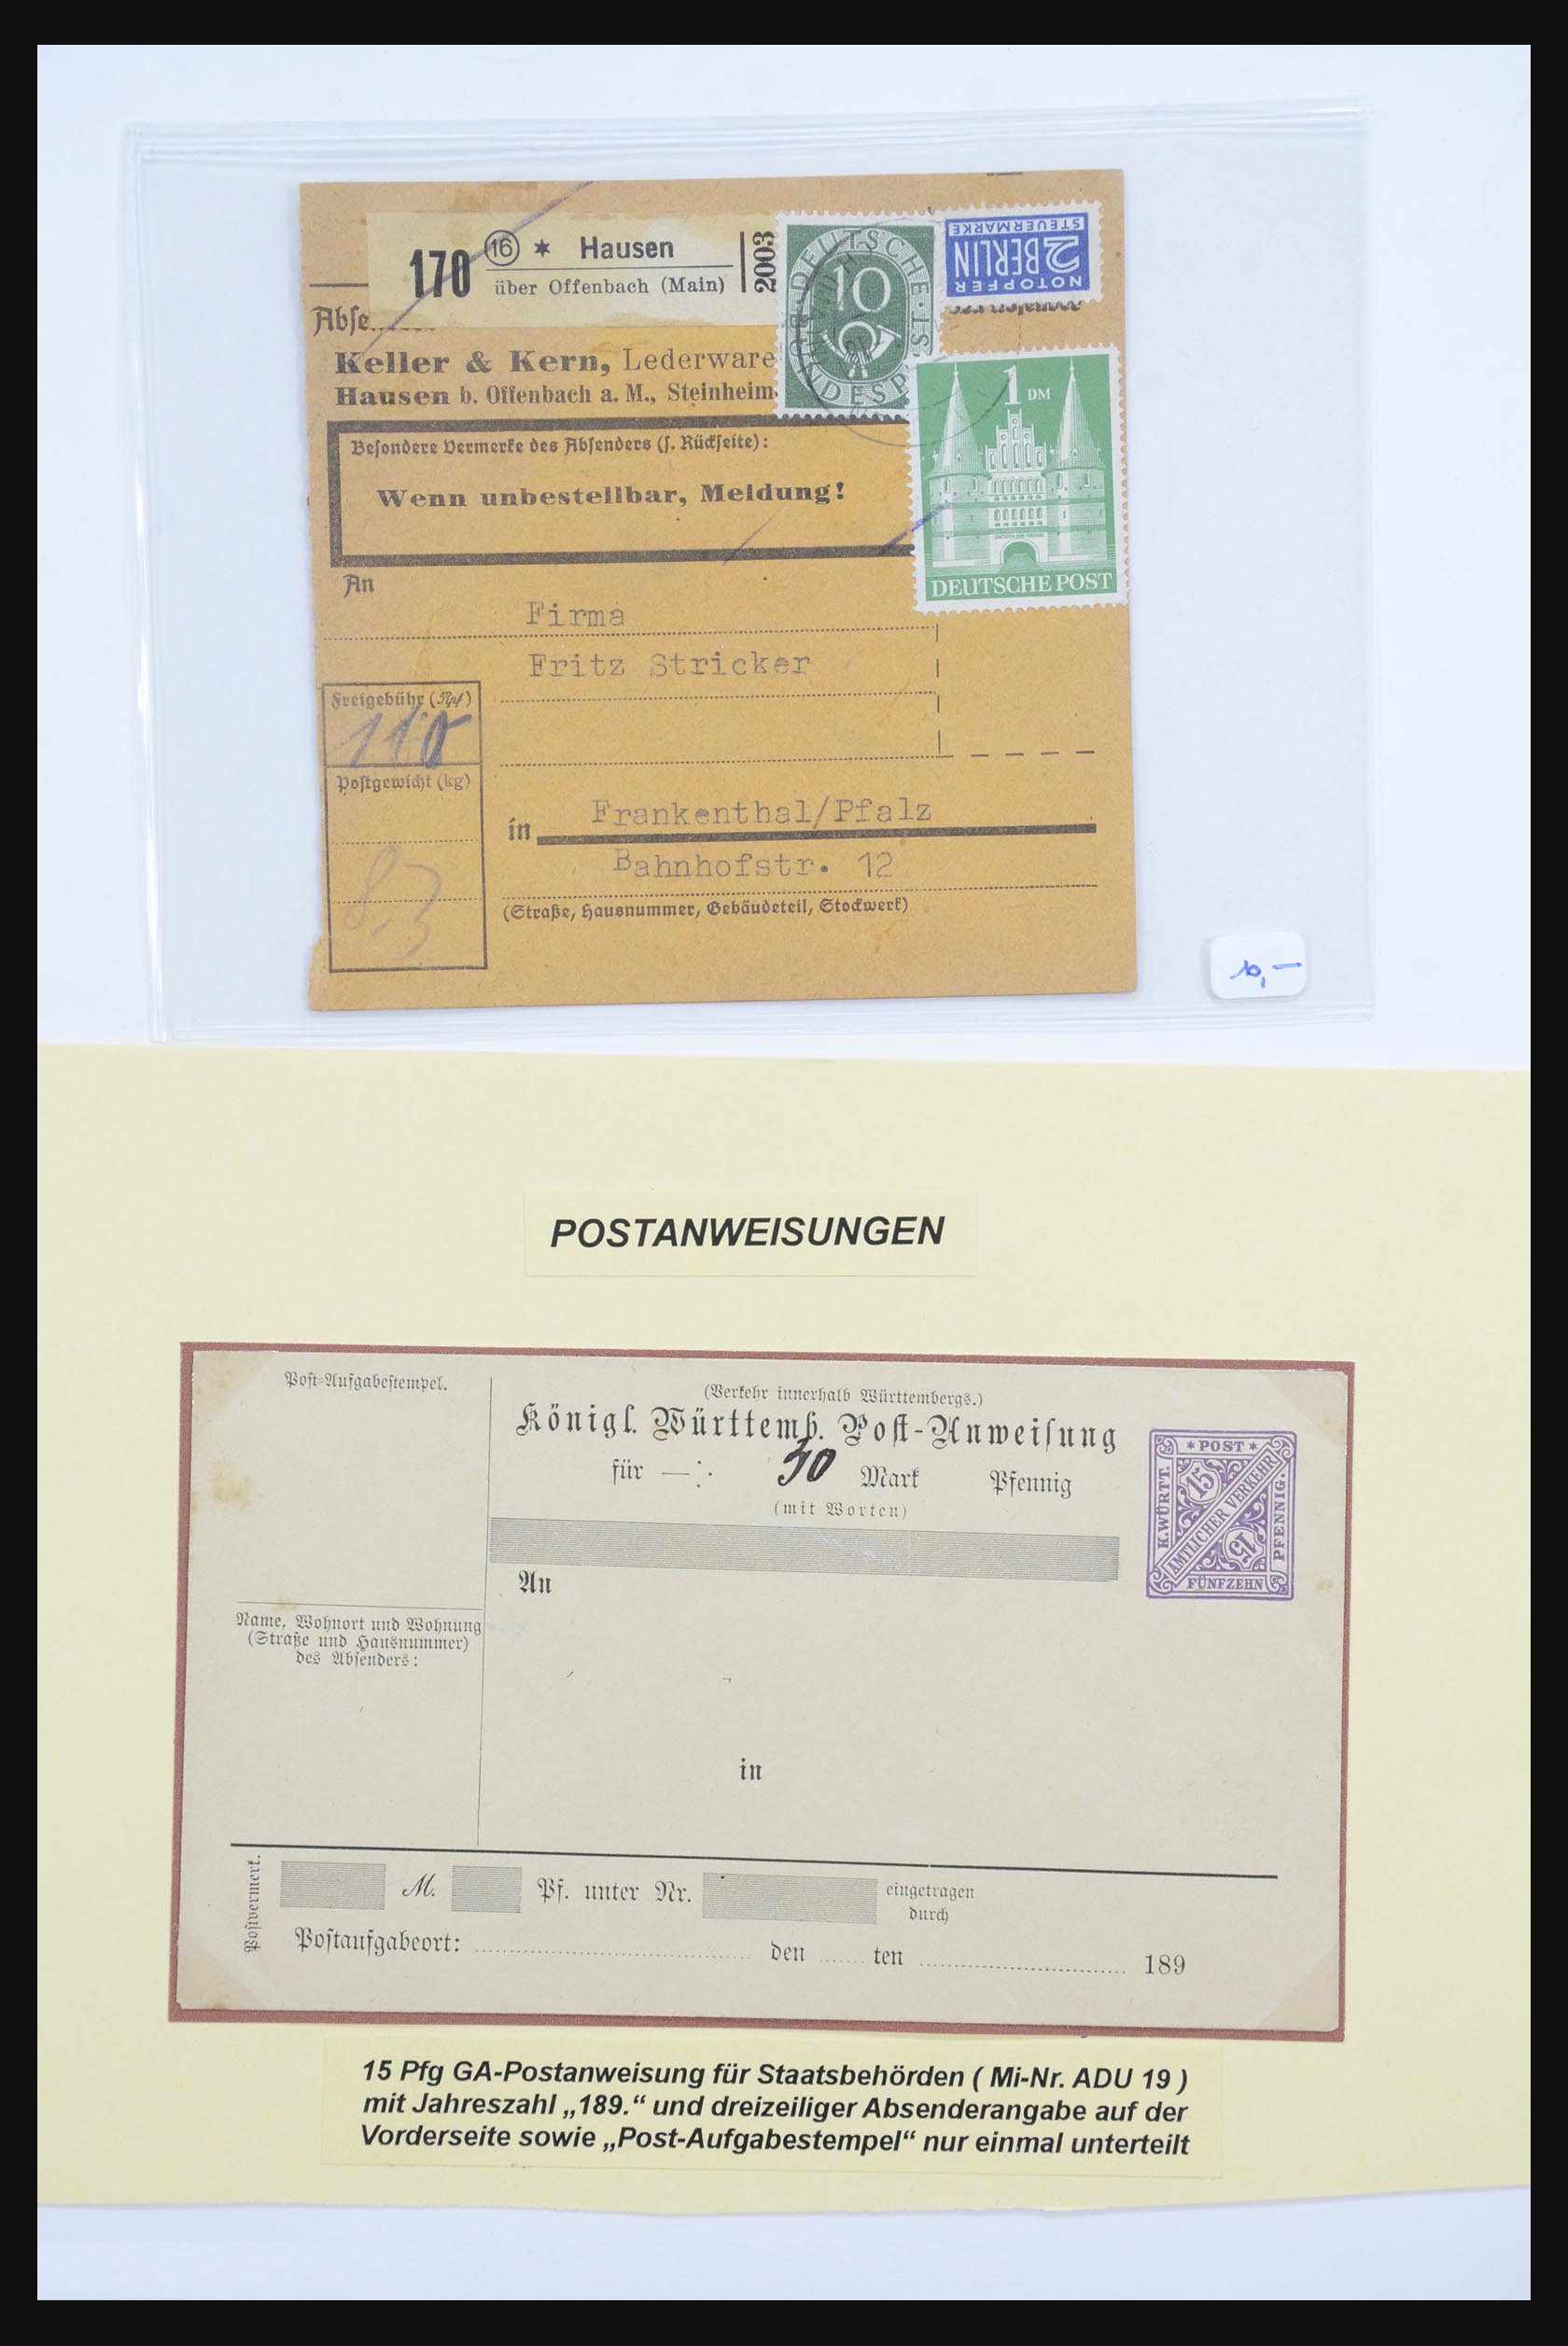 170 16 * Hausen
über Offenbach (Main)
2003
DEUTSCHE
BUNDESPOST
10
NOTOPFER
2 BERLIN
STEUERMARKE
Abse
Keller & Kern, Lederware
Hausen b. Offenbach a. M., Steinheim
1 DM
DEUTSCHE POST
Besondere Vermerke des Absenders (s. Rückseite):
Wenn unbestellbar, Meldung!
An
Firma
Fritz Stricker
Freigebühr (Rpf)
110
Postgewicht (kg)
8,3
in Frankenthal/Pfalz
Bahnhofstr. 12
(Straße, Hausnummer, Gebäudeteil, Stockwerk)
10,—
POSTANWEISUNGEN
Post-Aufgabestempel.
(Verkehr innerhalb Württembergs.)
Königl. Württemb. Post-Anweisung
für 50 Mark Pfennig
(mit Worten)
* POST *
K. WÜRTT.
15
AMTLICHER VERKEHR
15
PFENNIG.
FÜNFZEHN
An
Name, Wohnort und Wohnung
(Straße und Hausnummer)
des Absenders:
in
Postvermerk.
M. Pf. unter Nr. eingetragen
durch
Postaufgabeort: den ten 189
15 Pfg GA-Postanweisung für Staatsbehörden ( Mi-Nr. ADU 19 )
mit Jahreszahl „189.“ und dreizeiliger Absenderangabe auf der
Vorderseite sowie „Post-Aufgabestempel“ nur einmal unterteilt